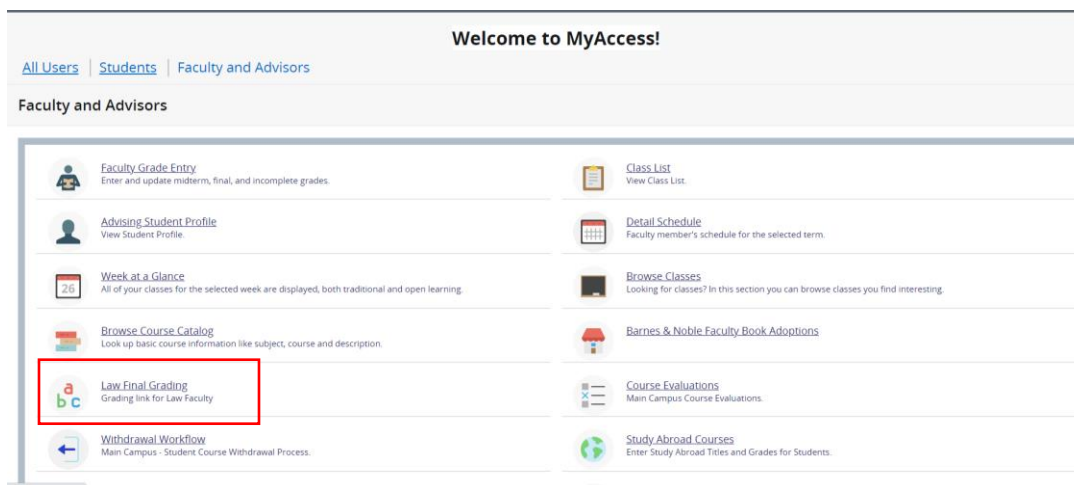 Welcome to MyAccess!
All Users | Students | Faculty and Advisors
Faculty and Advisors
Faculty Grade Entry
Enter and update midterm, final, and incomplete grades.
Class List
View Class List.
Advising Student Profile
View Student Profile.
Detail Schedule
Faculty member's schedule for the selected term.
26
Week at a Glance
All of your classes for the selected week are displayed, both traditional and open learning.
Browse Classes
Looking for classes? In this section you can browse classes you find interesting.
Browse Course Catalog
Look up basic course information like subject, course and description.
Barnes & Noble Faculty Book Adoptions
a
b c
Law Final Grading
Grading link for Law Faculty
Course Evaluations
Main Campus Course Evaluations.
Withdrawal Workflow
Main Campus - Student Course Withdrawal Process.
Study Abroad Courses
Enter Study Abroad Titles and Grades for Students.